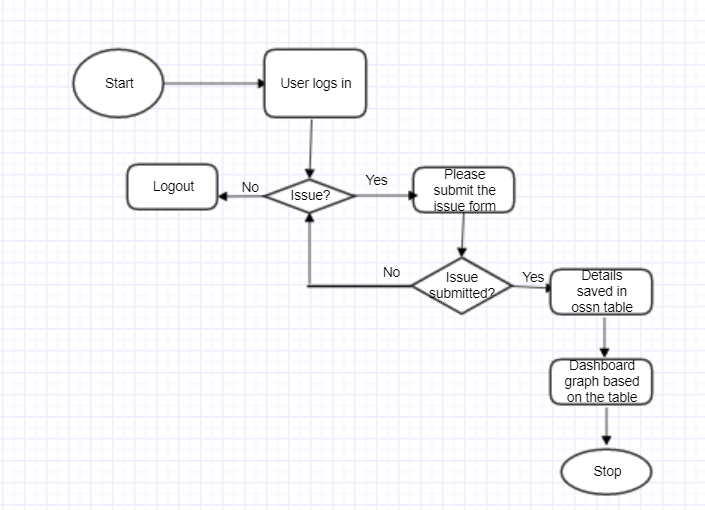 Start
User logs in
Logout
No
Issue?
Yes
Please
submit the
issue form
No
Issue
submitted?
Yes
Details
saved in
ossn table
Dashboard
graph based
on the table
Stop